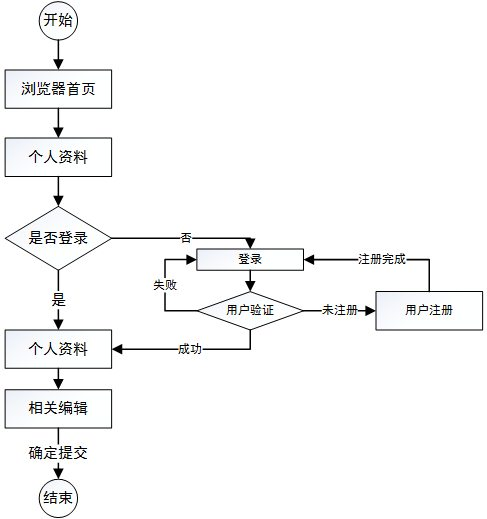 开始
浏览器首页
个人资料
是否登录
否
登录
注册完成
失败
是
用户验证
未注册
用户注册
个人资料
成功
相关编辑
确定提交
结束